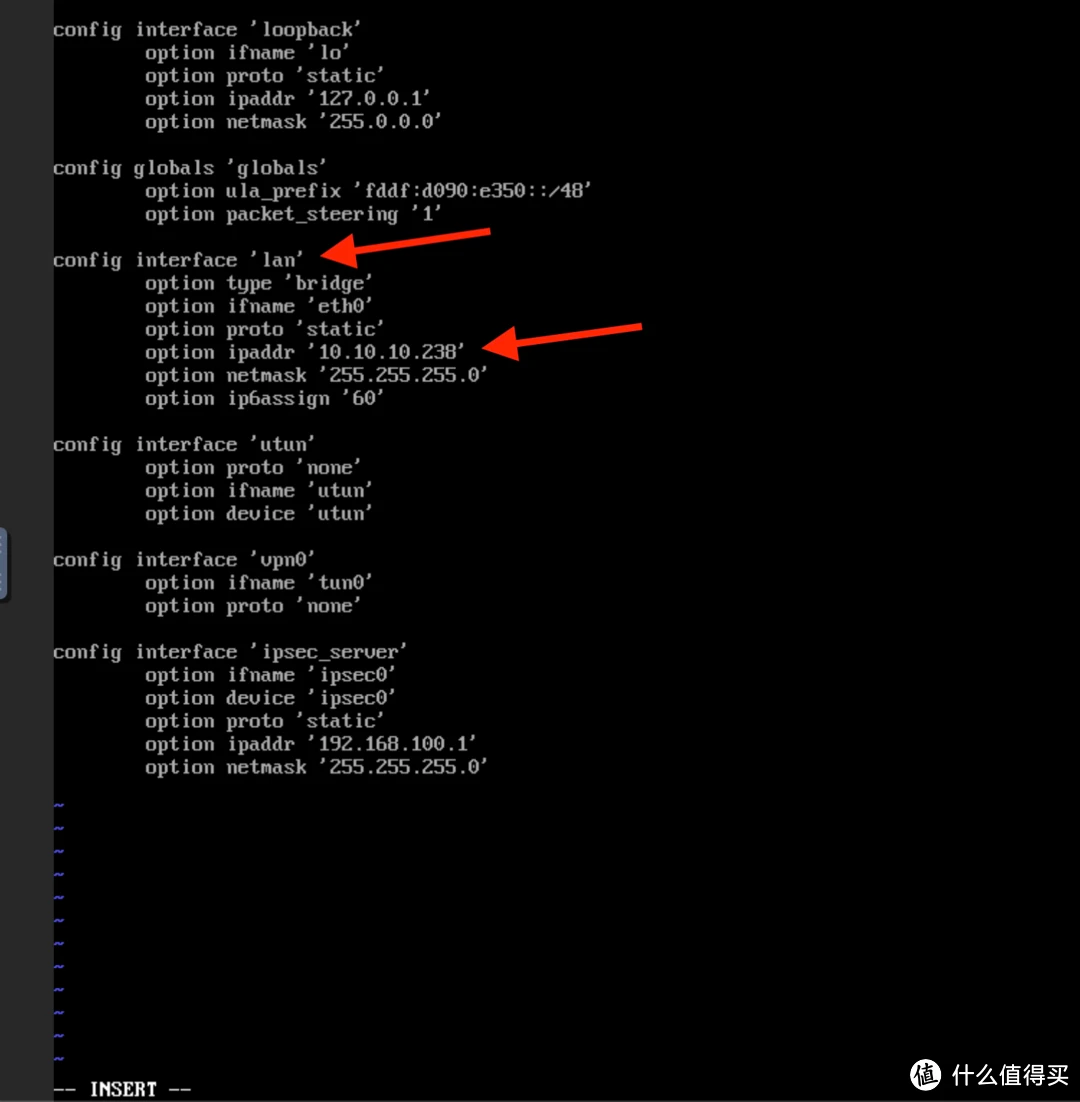 config interface 'loopback'
option ifname 'lo'
option proto 'static'
option ipaddr '127.0.0.1'
option netmask '255.0.0.0'
config globals 'globals'
option ula_prefix 'fddf:d090:e350::/48'
option packet_steering '1'
config interface 'lan'
option type 'bridge'
option ifname 'eth0'
option proto 'static'
option ipaddr '10.10.10.238'
option netmask '255.255.255.0'
option ip6assign '60'
config interface 'utun'
option proto 'none'
option ifname 'utun'
option device 'utun'
config interface 'vpn0'
option ifname 'tun0'
option proto 'none'
config interface 'ipsec_server'
option ifname 'ipsec0'
option device 'ipsec0'
option proto 'static'
option ipaddr '192.168.100.1'
option netmask '255.255.255.0'
~
~
~
~
~
~
~
~
~
~
~
~
-- INSERT --
值 什么值得买